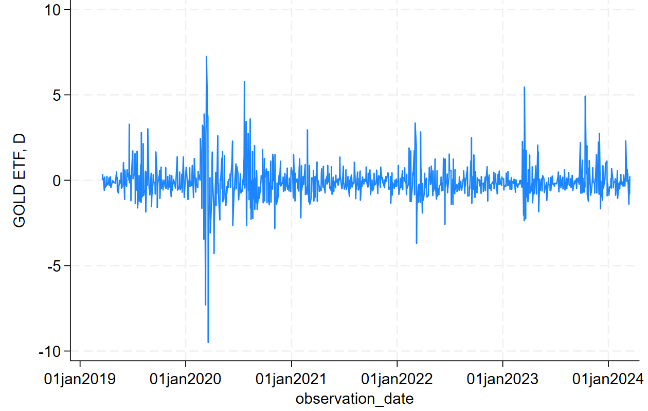 10
5
0
-5
-10
GOLD ETF, D
01jan2019 01jan2020 01jan2021 01jan2022 01jan2023 01jan2024
observation_date